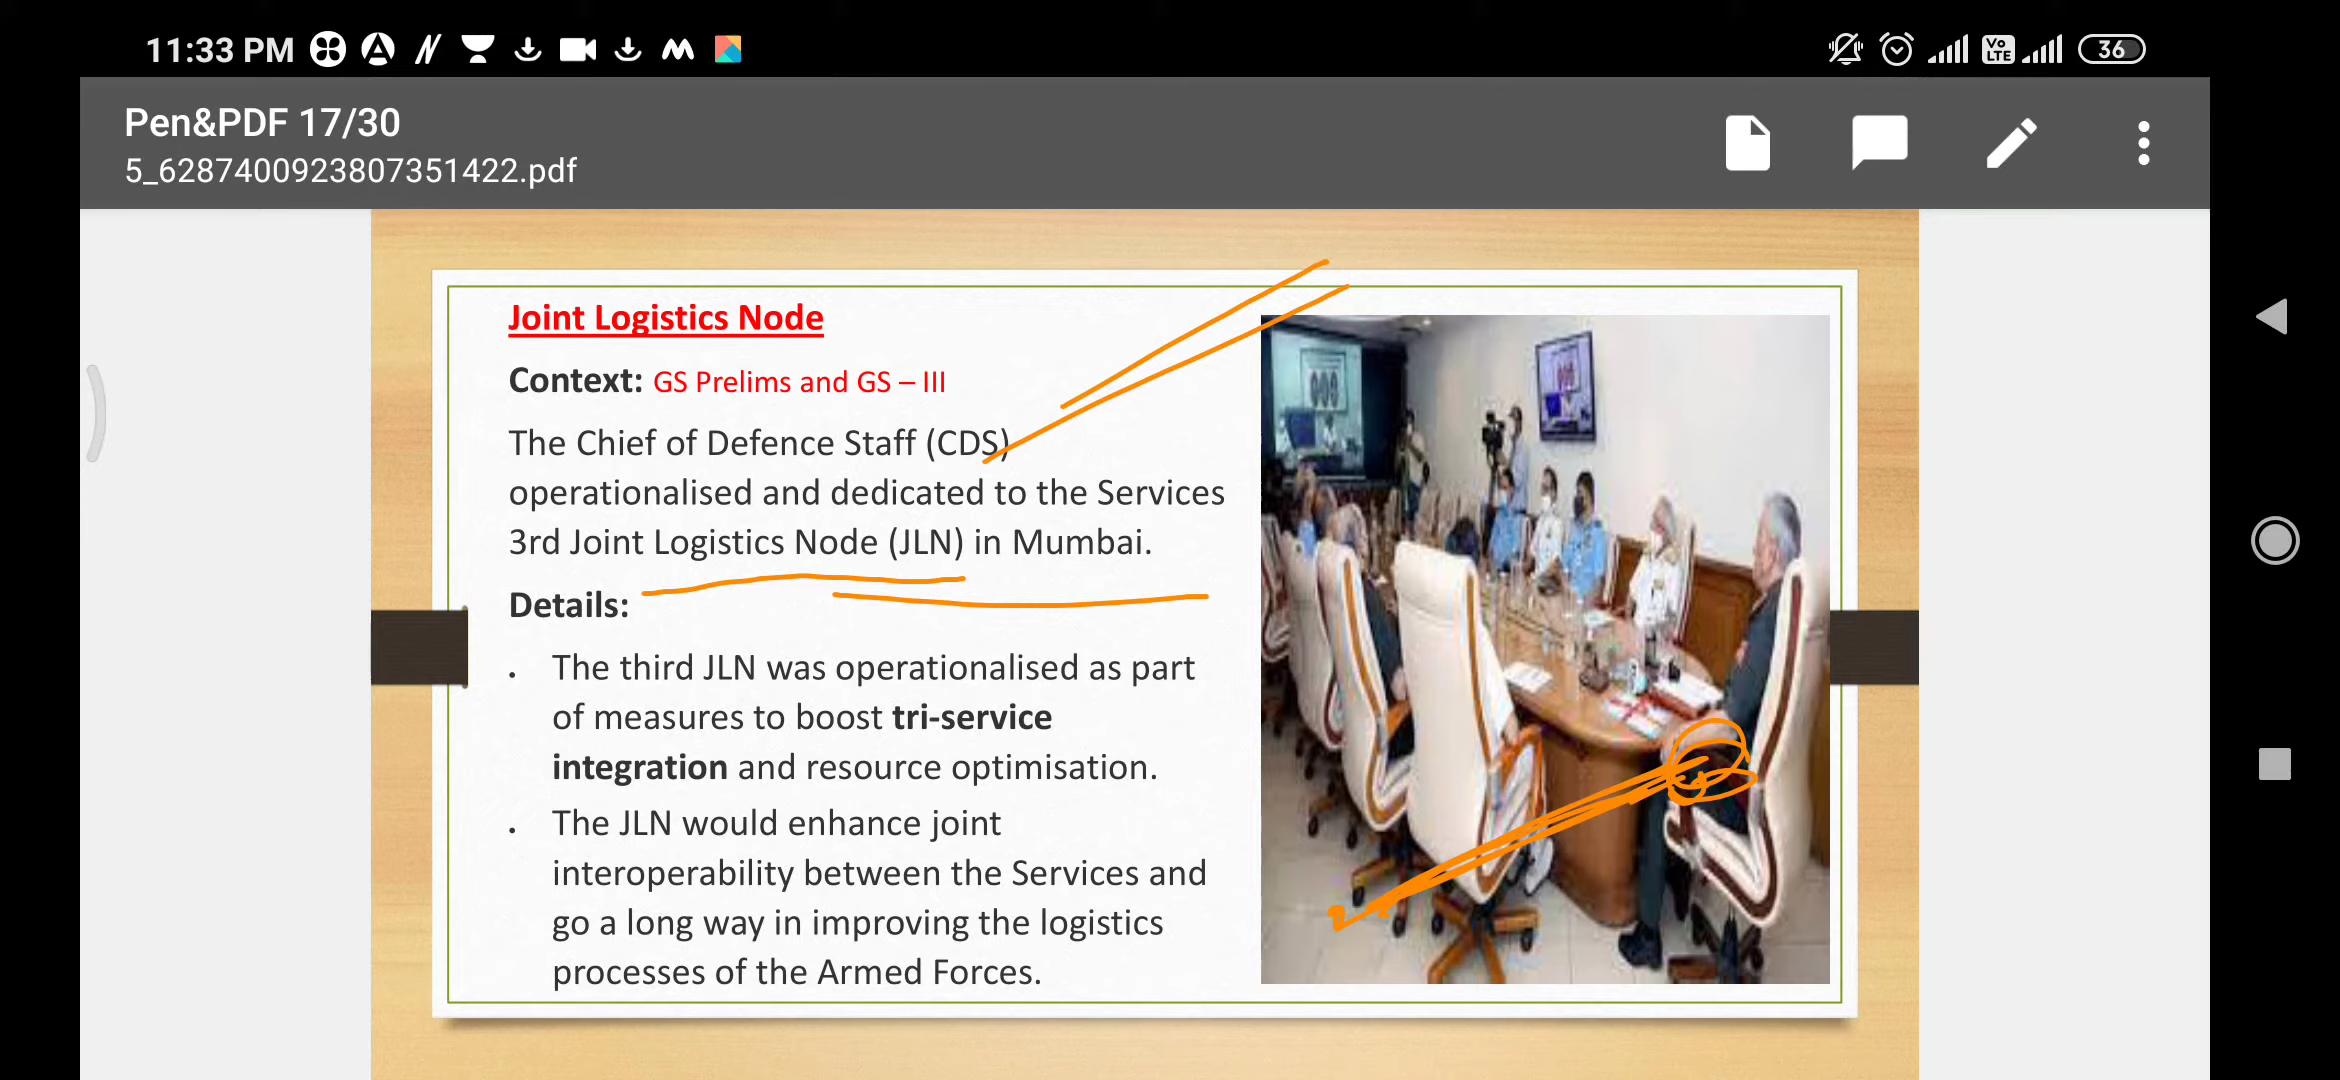 11:33 PM
Vo LTE
36
Pen&PDF 17/30
5_6287400923807351422.pdf
Joint Logistics Node
Context: GS Prelims and GS – III
The Chief of Defence Staff (CDS)
operationalised and dedicated to the Services
3rd Joint Logistics Node (JLN) in Mumbai.
Details:
. The third JLN was operationalised as part
of measures to boost tri-service
integration and resource optimisation.
. The JLN would enhance joint
interoperability between the Services and
go a long way in improving the logistics
processes of the Armed Forces.